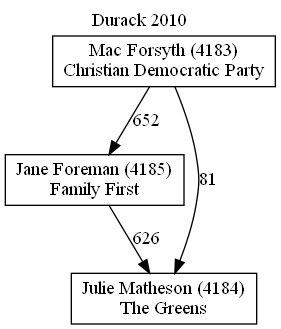 Durack 2010
Mac Forsyth (4183)
Christian Democratic Party
652
Jane Foreman (4185)
Family First
81
626
Julie Matheson (4184)
The Greens